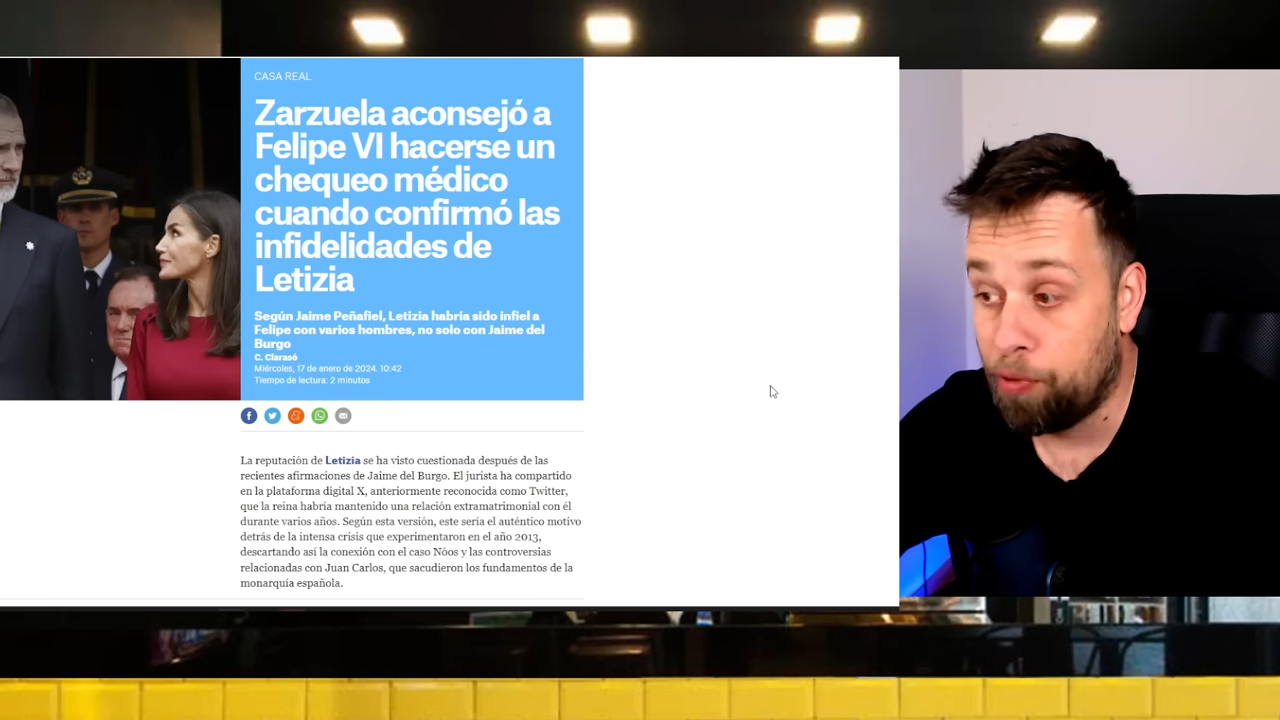 CASA REAL
Zarzuela aconsejó a
Felipe VI hacerse un
chequeo médico
cuando confirmó las
infidelidades de
Letizia
Según Jaime Peñafiel, Letizia habría sido infiel a
Felipe con varios hombres, no solo con Jaime del
Burgo
C. Clarasó
Miércoles, 17 de enero de 2024. 10:42
Tiempo de lectura: 2 minutos
La reputación de Letizia se ha visto cuestionada después de las
recientes afirmaciones de Jaime del Burgo. El jurista ha compartido
en la plataforma digital X, anteriormente reconocida como Twitter,
que la reina habría mantenido una relación extramatrimonial con él
durante varios años. Según esta versión, este sería el auténtico motivo
detrás de la intensa crisis que experimentaron en el año 2013,
descartando así la conexión con el caso Nóos y las controversias
relacionadas con Juan Carlos, que sacudieron los fundamentos de la
monarquía española.